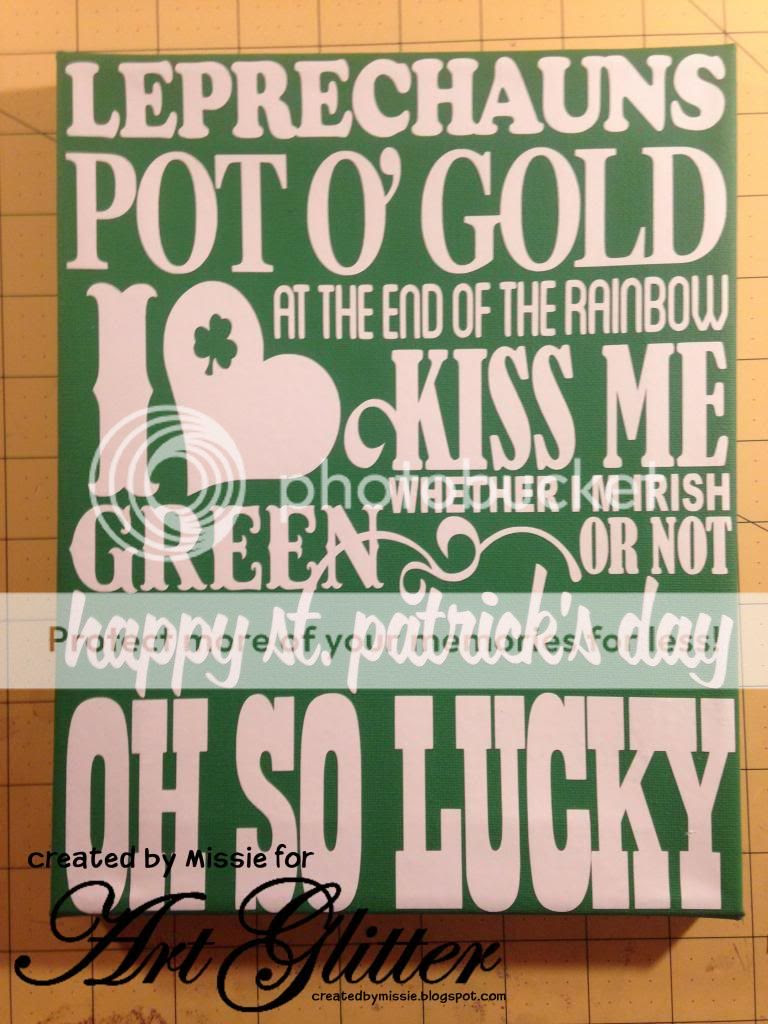 LEPRECHAUNS
POT O' GOLD
I
AT THE END OF THE RAINBOW
KISS ME
photobucket
WHETHER I'M IRISH
GREEN
OR NOT
happy st. patrick's day
Protect more of your memories for less!
OH SO LUCKY
created by Missie for
Art Glitter
createdbymissie.blogspot.com